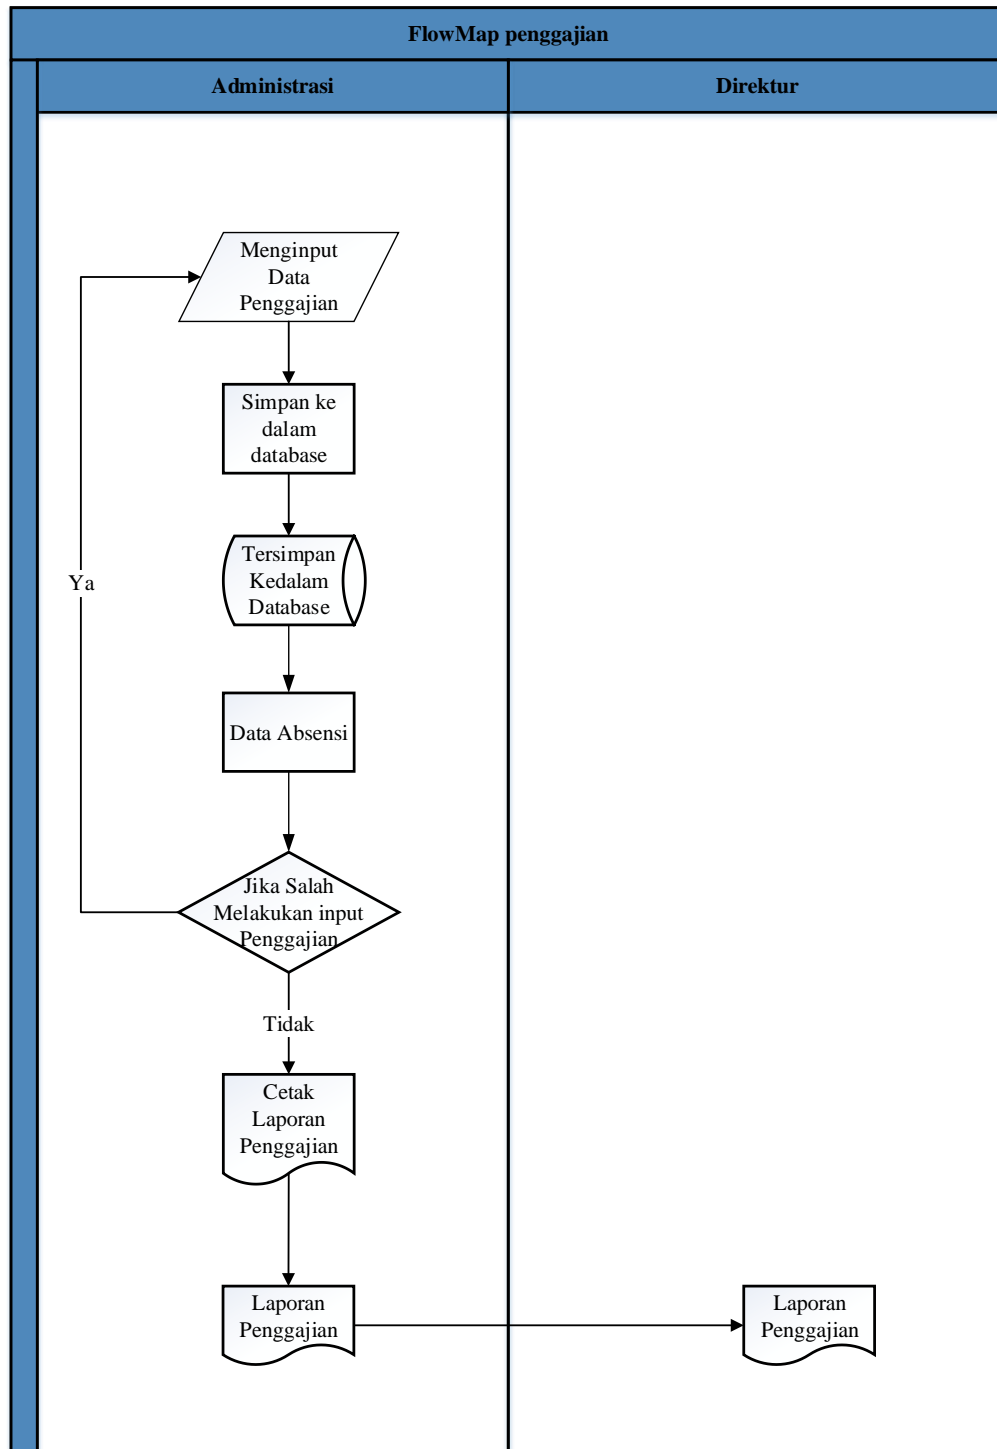 FlowMap penggajian
Administrasi
Direktur
Menginput
Data
Penggajian
Simpan ke
dalam
database
Tersimpan
Kedalam
Database
Ya
Data Absensi
Jika Salah
Melakukan input
Penggajian
Tidak
Cetak
Laporan
Penggajian
Laporan
Penggajian
Laporan
Penggajian